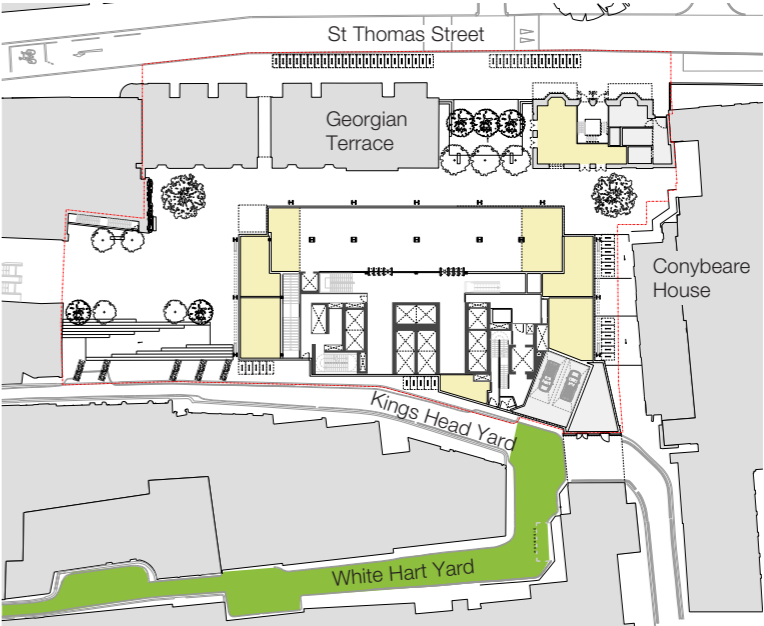 St Thomas Street
Georgian
Terrace
Conybeare
House
Kings Head Yard
White Hart Yard